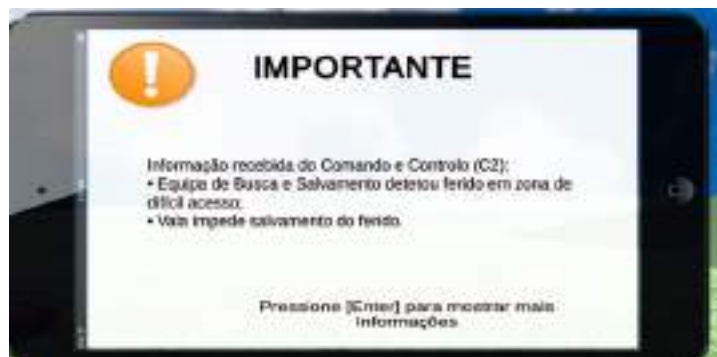 IMPORTANTE
Informação recebida do Comando e Controlo (C2):
• Equipa de Busca e Salvamento detetou ferido em zona de
difícil acesso;
• Vala impede salvamento do ferido.
Pressione [Enter] para mostrar mais
Informações